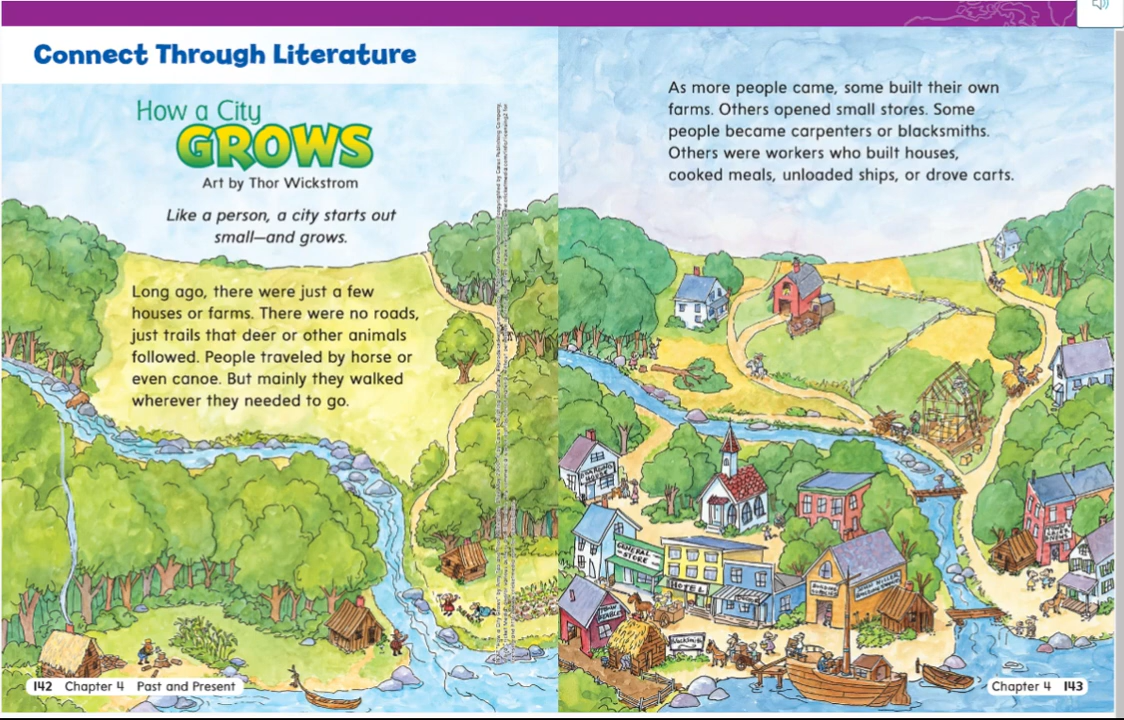 Connect Through Literature
How a City
GROWS
Art by Thor Wickstrom
Like a person, a city starts out
small—and grows.
Long ago, there were just a few
houses or farms. There were no roads,
just trails that deer or other animals
followed. People traveled by horse or
even canoe. But mainly they walked
wherever they needed to go.
142 Chapter 4 Past and Present
As more people came, some built their own
farms. Others opened small stores. Some
people became carpenters or blacksmiths.
Others were workers who built houses,
cooked meals, unloaded ships, or drove carts.
GENERAL
STORE
HOTEL
Chapter 4 143